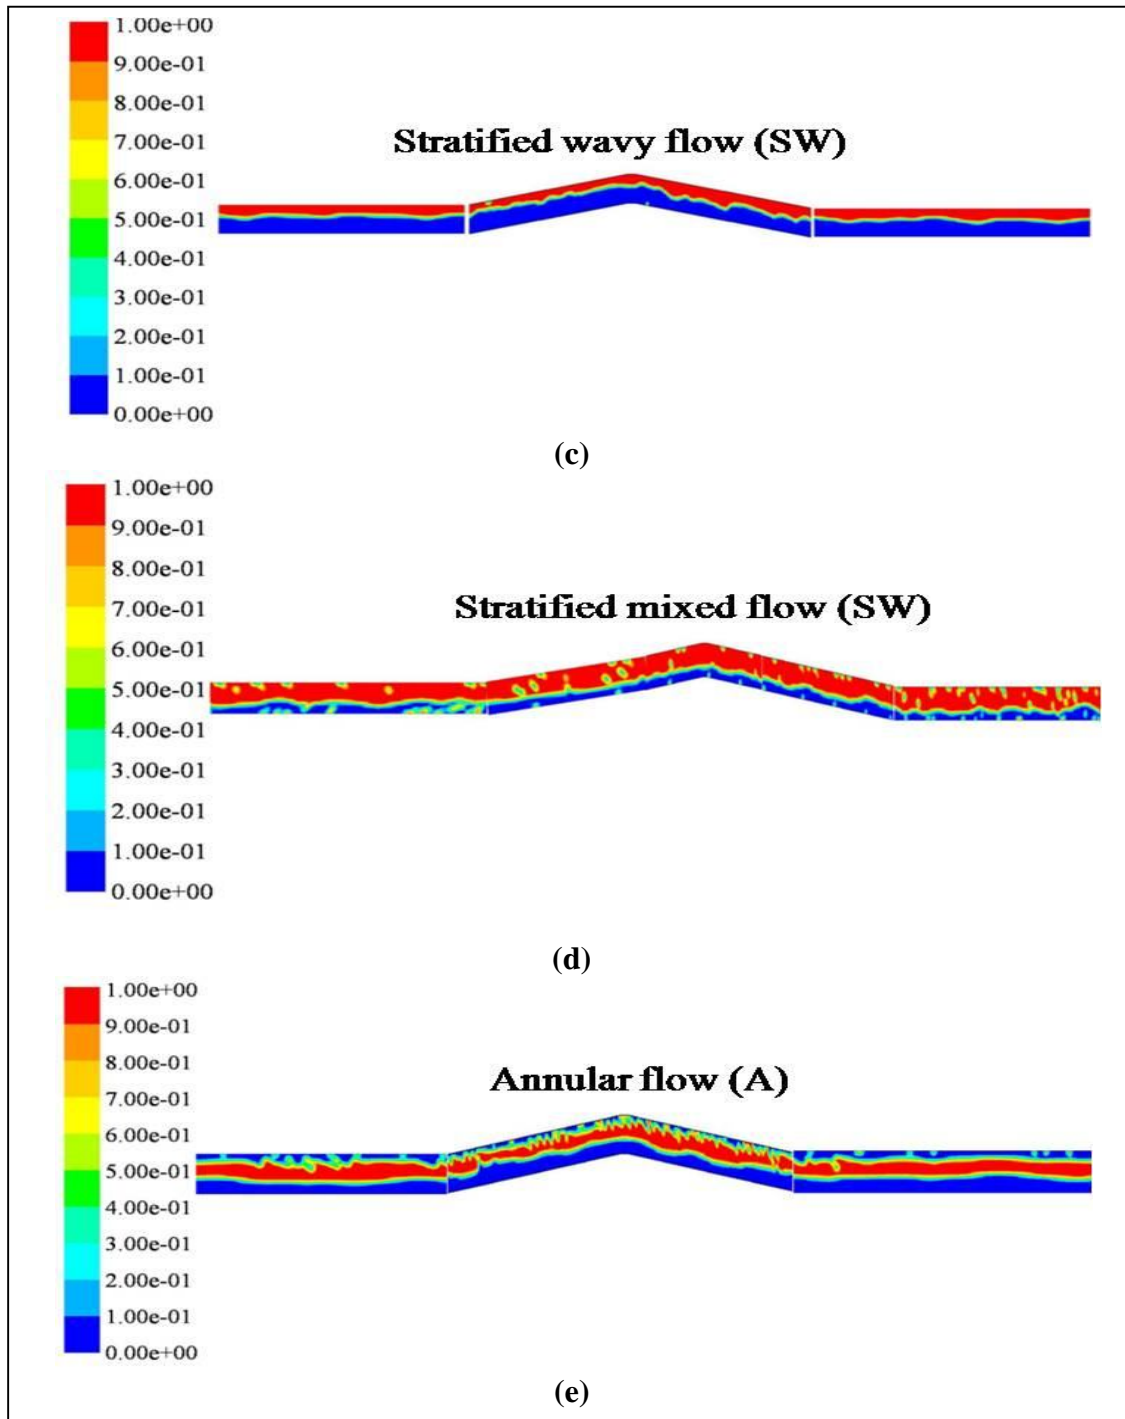 1.00e+00
9.00e-01
8.00e-01
7.00e-01
6.00e-01
5.00e-01
4.00e-01
3.00e-01
2.00e-01
1.00e-01
0.00e+00
Stratified wavy flow (SW)
(c)
1.00e+00
9.00e-01
8.00e-01
7.00e-01
6.00e-01
5.00e-01
4.00e-01
3.00e-01
2.00e-01
1.00e-01
0.00e+00
Stratified mixed flow (SW)
(d)
1.00e+00
9.00e-01
8.00e-01
7.00e-01
6.00e-01
5.00e-01
4.00e-01
3.00e-01
2.00e-01
1.00e-01
0.00e+00
Annular flow (A)
(e)